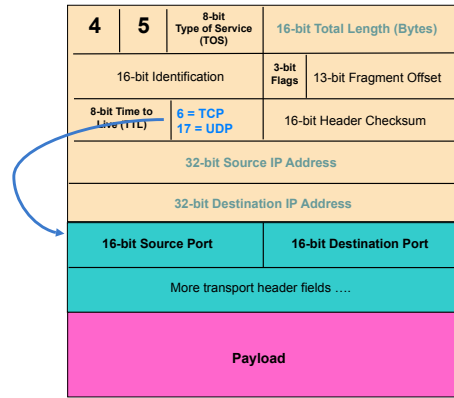 4
5
8-bit
Type of Service
(TOS)
16-bit Total Length (Bytes)
16-bit Identification
3-bit
Flags
13-bit Fragment Offset
8-bit Time to
Live (TTL)
6 = TCP
17 = UDP
16-bit Header Checksum
32-bit Source IP Address
32-bit Destination IP Address
16-bit Source Port
16-bit Destination Port
More transport header fields ….
Payload